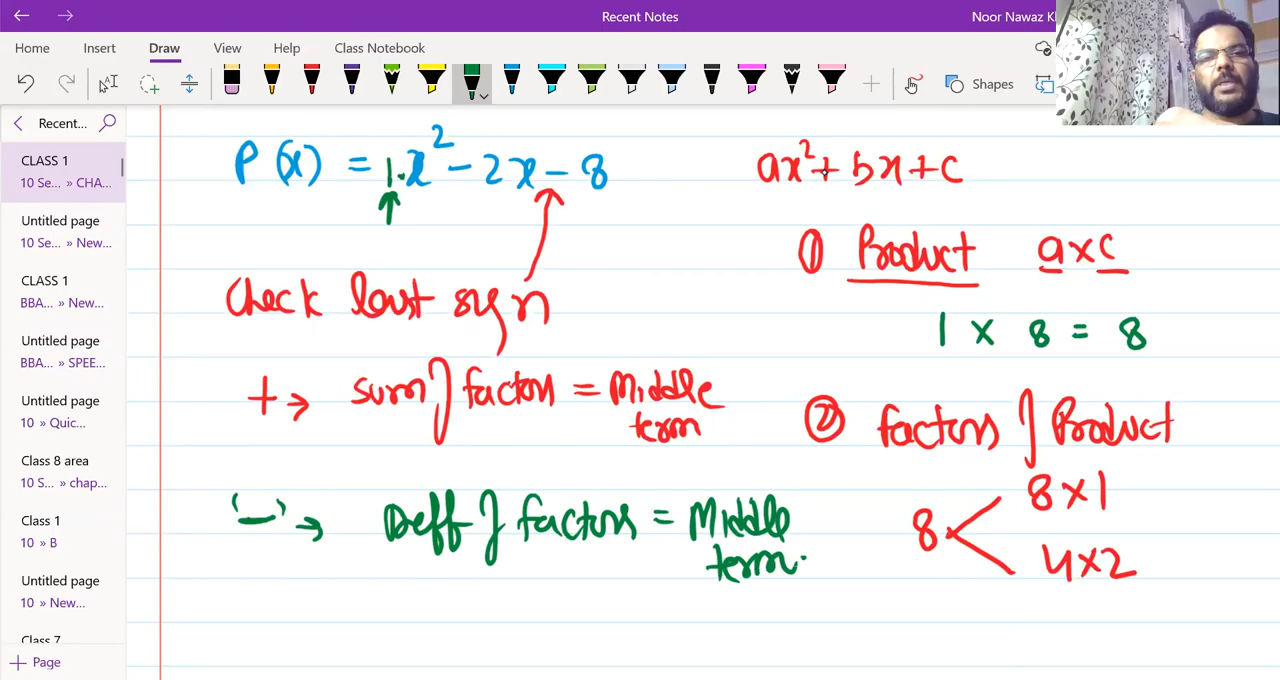 Recent Notes
Noor Nawaz Kh
Home Insert Draw View Help Class Notebook
Shapes
Recent...
CLASS 1
10 Se... » CHA...
Untitled page
10 Se... » New...
CLASS 1
BBA... » New...
Untitled page
BBA... » SPEE...
Untitled page
10 » Quic...
Class 8 area
10 S... » chap...
Class 1
10 » B
Untitled page
10 » New...
Class 7
Page
P(x) = 1·x² - 2x - 8
Check last sign
+ → sum of factors = Middle term
'-' → Deff of factors = Middle term.
ax² + bx + c
① Product a×c
1 × 8 = 8
② factors of Product
8 < 8×1
4×2